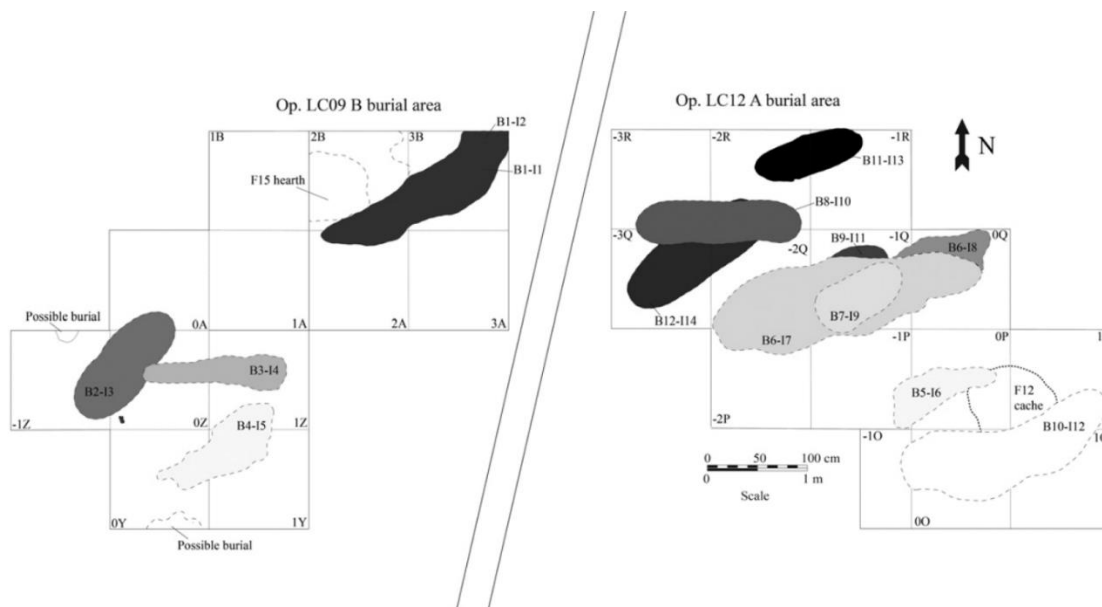 Op. LC09 B burial area
1B
2B
3B
B1-I2
B1-I1
F15 hearth
Possible burial
0A
1A
2A
3A
B2-I3
B3-I4
-1Z
0Z
1Z
B4-I5
0Y
1Y
Possible burial
Op. LC12 A burial area
-3R
-2R
-1R
N
B11-I13
B8-I10
-3Q
-2Q
B9-I11
-1Q
B6-I8
0Q
B12-I14
B7-I9
B6-I7
-1P
0P
B5-I6
F12
cache
B10-I12
-2P
-1O
0 50 100 cm
0 1 m
Scale
0O